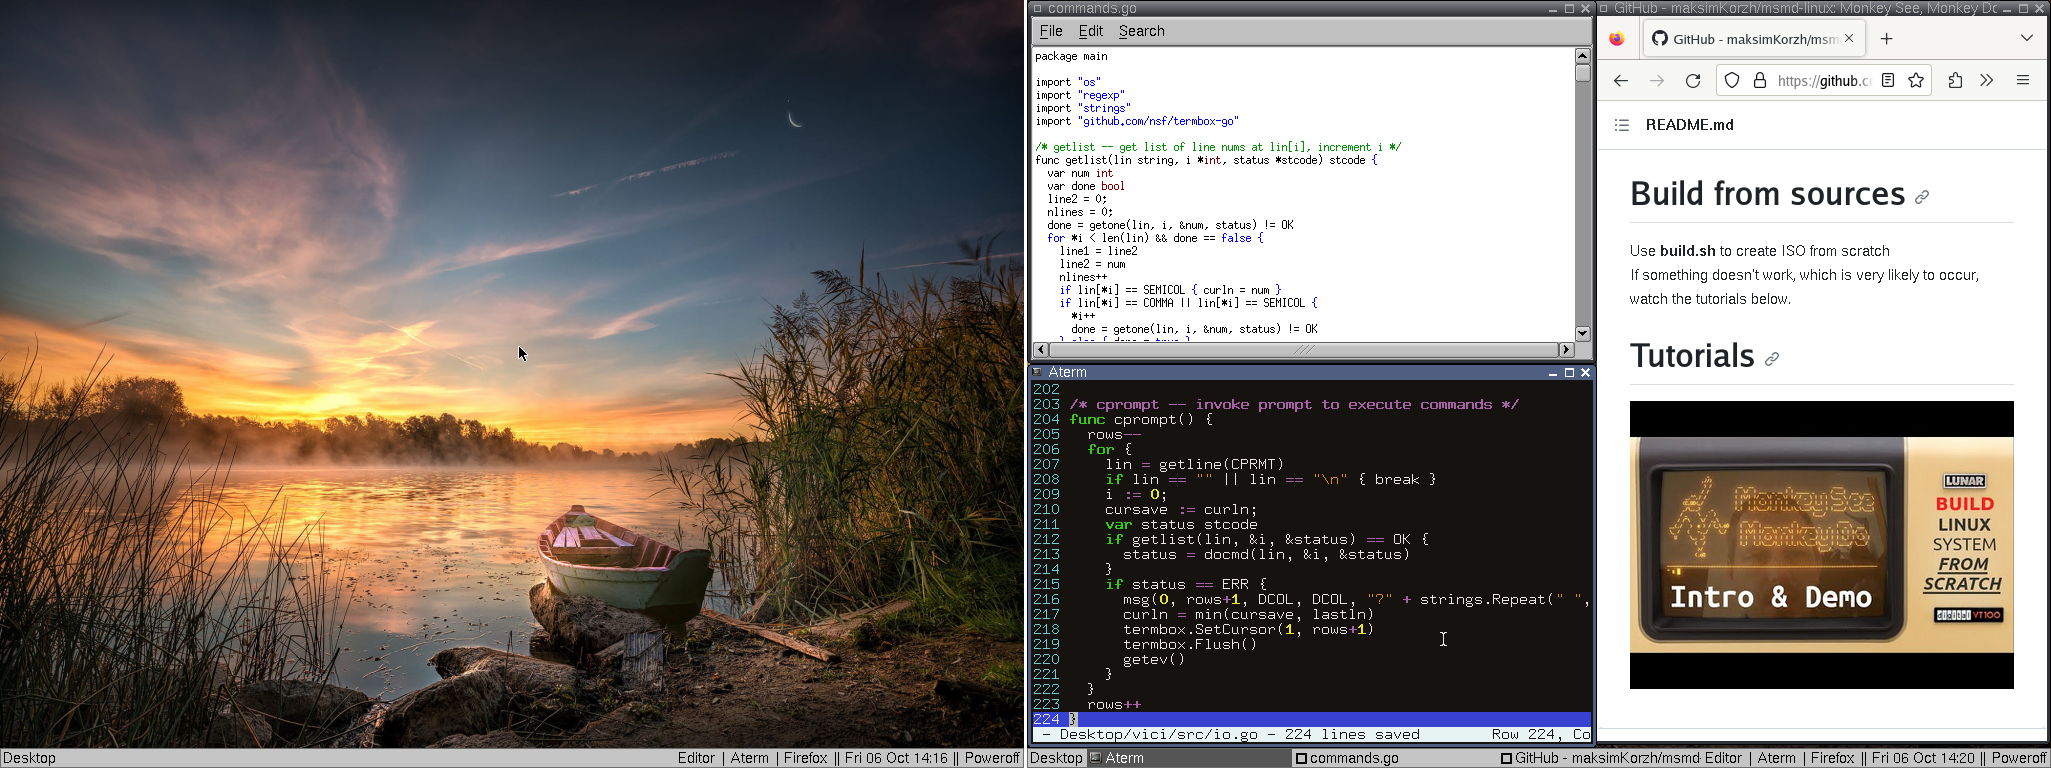 Desktop
Editor | Aterm | Firefox || Fri 06 Oct 14:16 || Poweroff
commands.go
File Edit Search
package main
import "os"
import "regexp"
import "strings"
import "github.com/nsf/termbox-go"
/* getlist -- get list of line nums at lin[i], increment i */
func getlist(lin string, i *int, status *stcode) stcode {
var num int
var done bool
line2 = 0;
nlines = 0;
done = getone(lin, i, &num, status) != OK
for *i < len(lin) && done == false {
line1 = line2
line2 = num
nlines++
if lin[*i] == SEMICOL { curln = num }
if lin[*i] == COMMA || lin[*i] == SEMICOL {
*i++
done = getone(lin, i, &num, status) != OK
} else { done = true }
Aterm
202
203 /* cprompt -- invoke prompt to execute commands */
204 func cprompt() {
205 rows--
206 for {
207 lin = getline(CPRMT)
208 if lin == "" || lin == "\n" { break }
209 i := 0;
210 cursave := curln;
211 var status stcode
212 if getlist(lin, &i, &status) == OK {
213 status = docmd(lin, &i, &status)
214 }
215 if status == ERR {
216 msg(0, rows+1, DCOL, DCOL, "?" + strings.Repeat(" ",
217 curln = min(cursave, lastln)
218 termbox.SetCursor(1, rows+1)
219 termbox.Flush()
220 getev()
221 }
222 }
223 rows++
224 }
- Desktop/vici/src/io.go - 224 lines saved Row 224, Co
GitHub - maksimKorzh/msmd-linux: Monkey See, Monkey Do
GitHub - maksimKorzh/msm
https://github.c
README.md
Build from sources
Use build.sh to create ISO from scratch
If something doesn't work, which is very likely to occur,
watch the tutorials below.
Tutorials
MonkeySee
MonkeyDo
Intro & Demo
LUNAR
BUILD
LINUX
SYSTEM
FROM
SCRATCH
digital VT100
Desktop Aterm commands.go GitHub - maksimKorzh/msmd Editor | Aterm | Firefox || Fri 06 Oct 14:20 || Poweroff